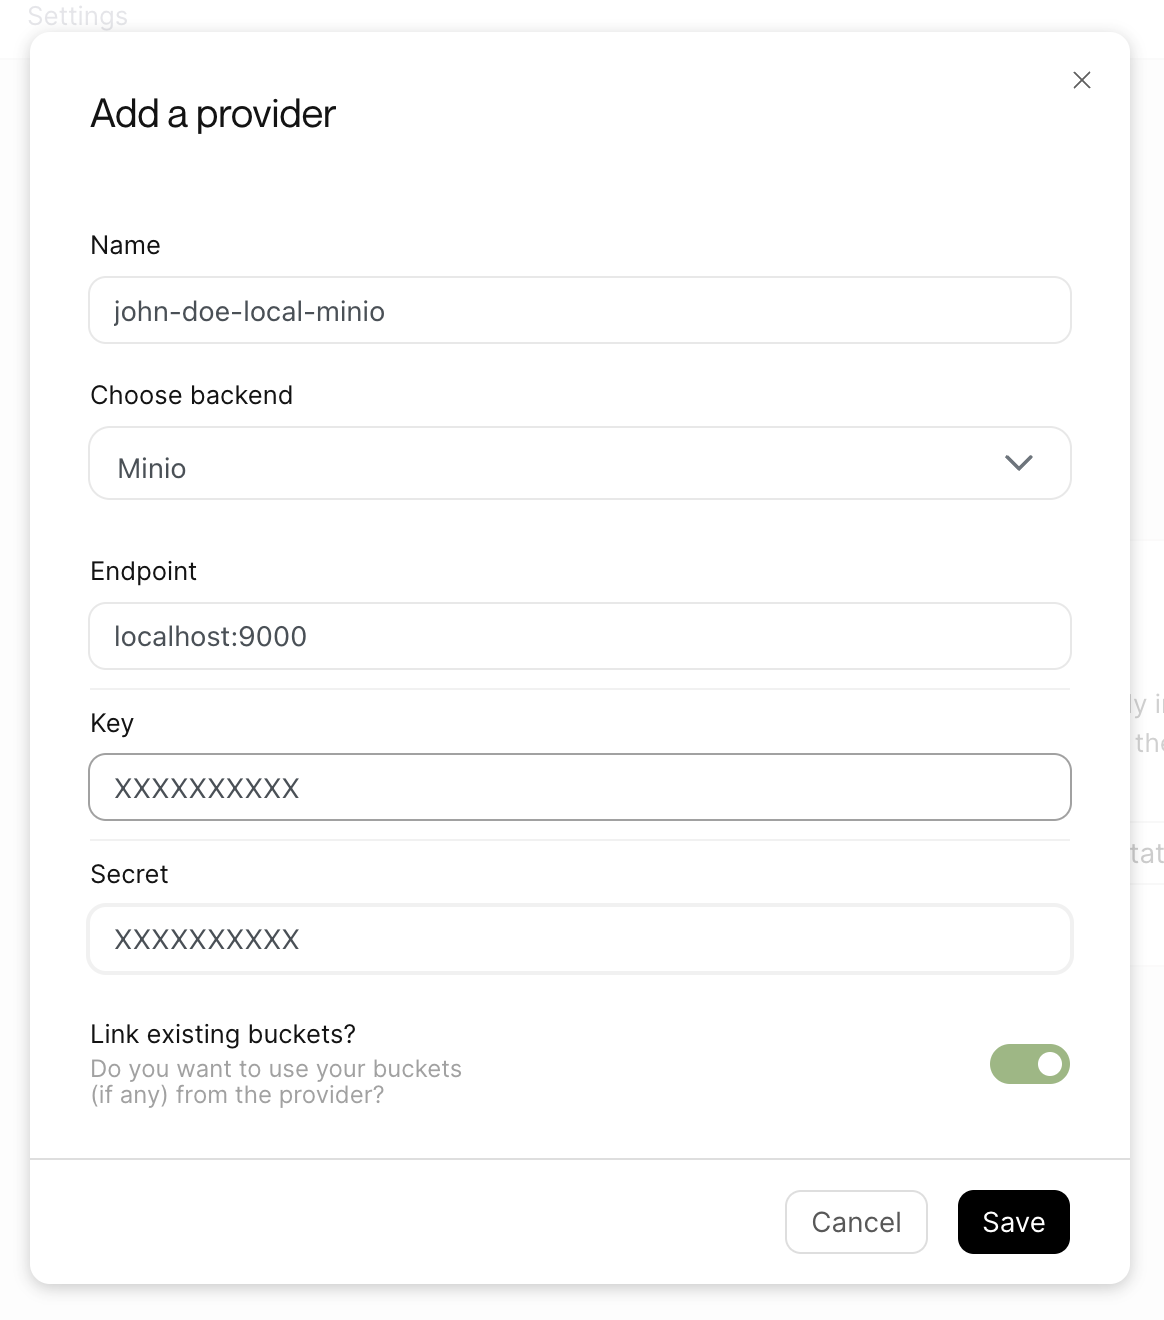 Settings
Add a provider
Name
john-doe-local-minio
Choose backend
Minio
Endpoint
localhost:9000
Key
XXXXXXXXXX
Secret
XXXXXXXXXX
Link existing buckets?
Do you want to use your buckets
(if any) from the provider?
Cancel
Save